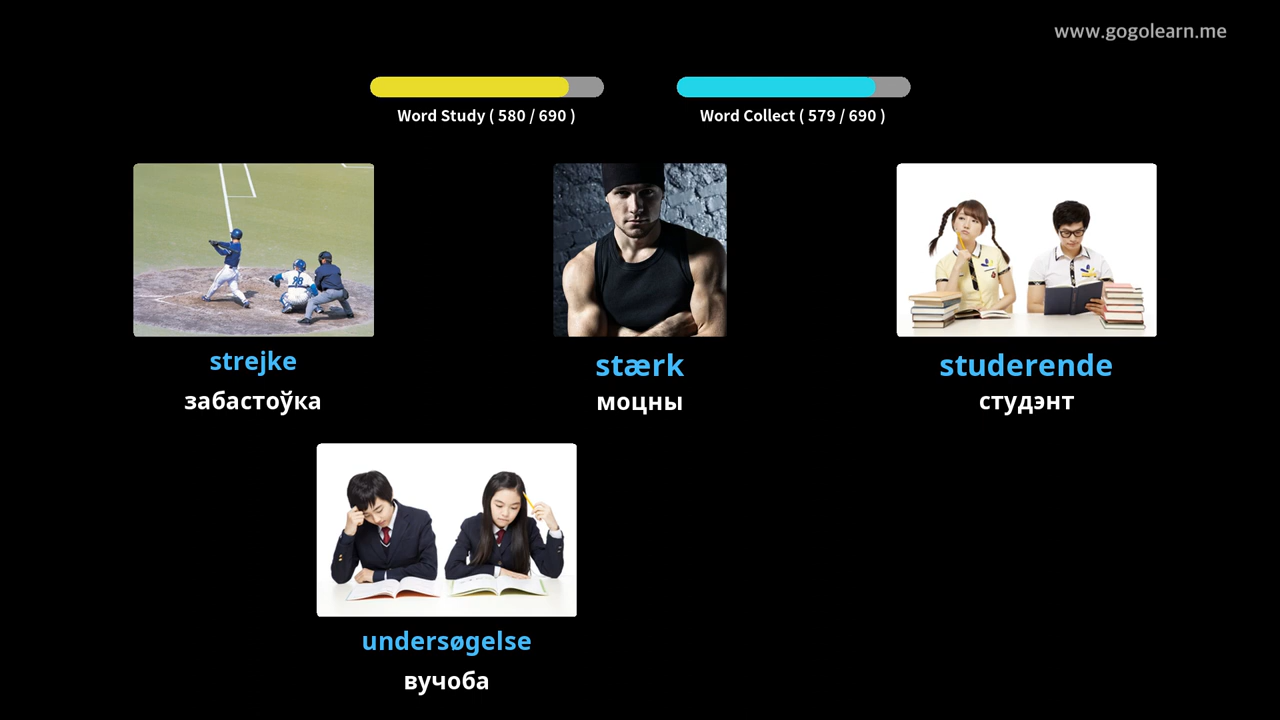 www.gogolearn.me
Word Study ( 580 / 690 )
Word Collect ( 579 / 690 )
strejke
забастоўка
stærk
моцны
studerende
студэнт
undersøgelse
вучоба